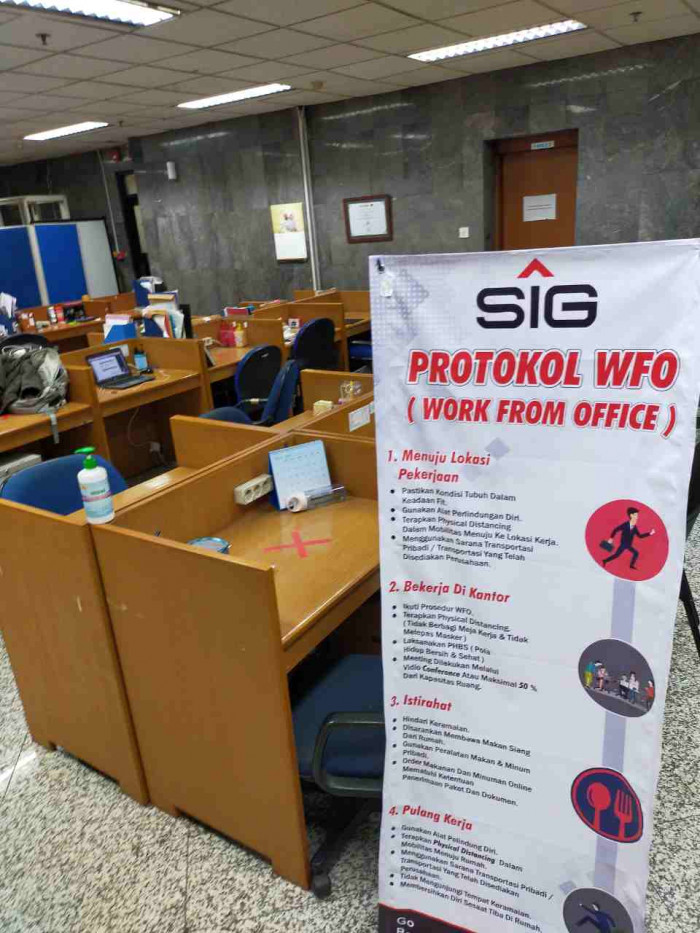 SIG
PROTOKOL WFO
( WORK FROM OFFICE )
1. Menuju Lokasi
Pekerjaan
• Pastikan Kondisi Tubuh Dalam
Keadaan Fit.
• Gunakan Alat Perlindungan Diri.
• Terapkan Physical Distancing
Dalam Mobilitas Menuju Ke Lokasi Kerja.
• Menggunakan Sarana Transportasi
Pribadi / Transportasi Yang Telah
Disediakan Perusahaan.
2. Bekerja Di Kantor
• Ikuti Prosedur WFO.
• Terapkan Physical Distancing.
( Tidak Berbagi Meja Kerja & Tidak
Melepas Masker )
• Laksanakan PHBS ( Pola
Hidup Bersih & Sehat )
• Meeting Dilakukan Melalui
Vidio Conference Atau Maksimal 50 %
Dari Kapasitas Ruang.
3. Istirahat
• Hindari Keramaian.
• Disarankan Membawa Makan Siang
Dari Rumah.
• Gunakan Peralatan Makan & Minum
Pribadi.
• Order Makanan Dan Minuman Online
Mematuhi Ketentuan
Penerimaan Paket Dan Dokumen.
4. Pulang Kerja
• Gunakan Alat Pelindung Diri.
• Terapkan Physical Distancing Dalam
Mobilitas Menuju Rumah.
• Menggunakan Sarana Transportasi Pribadi /
Transportasi Yang Telah Disediakan
Perusahaan.
• Tidak Mengunjungi Tempat Keramaian.
• Membersihkan Diri Sesaat Tiba Di Rumah.
Go